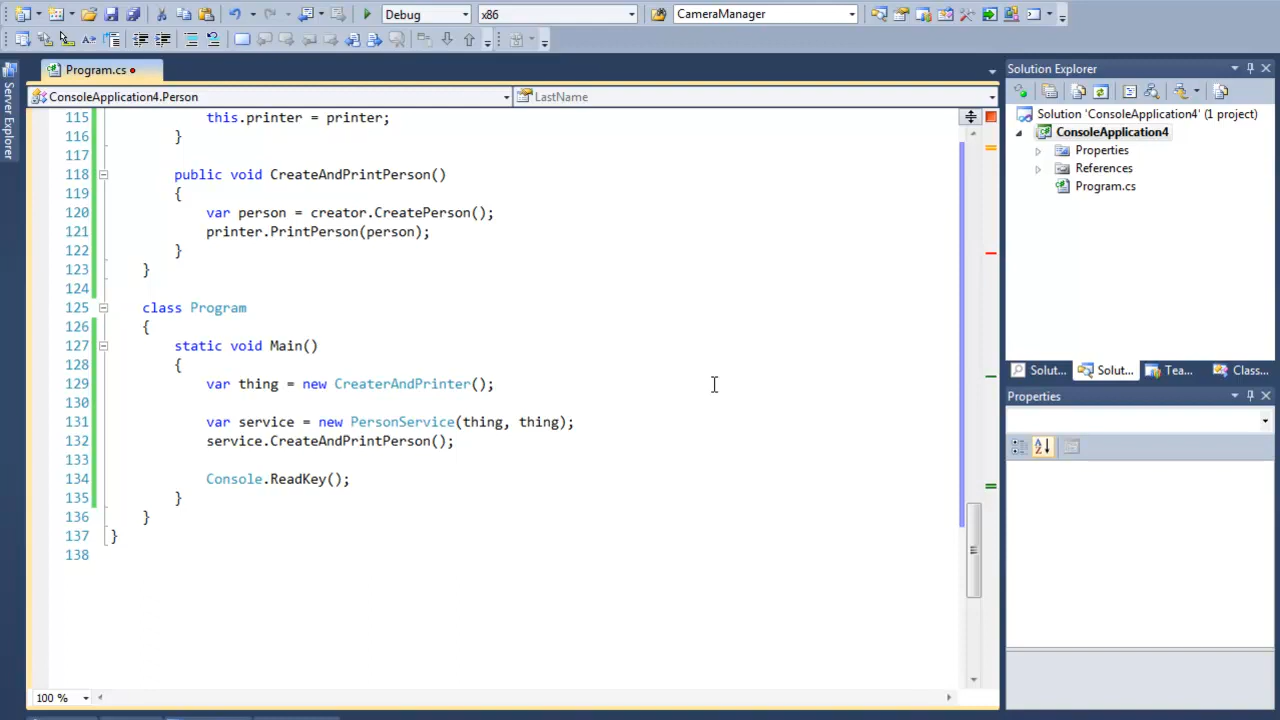 Debug x86 CameraManager
Server Explorer
Program.cs
ConsoleApplication4.Person LastName
115 this.printer = printer;
116 }
117
118 public void CreateAndPrintPerson()
119 {
120 var person = creator.CreatePerson();
121 printer.PrintPerson(person);
122 }
123 }
124
125 class Program
126 {
127 static void Main()
128 {
129 var thing = new CreaterAndPrinter();
130
131 var service = new PersonService(thing, thing);
132 service.CreateAndPrintPerson();
133
134 Console.ReadKey();
135 }
136 }
137 }
138
100 %
Solution Explorer
Solution 'ConsoleApplication4' (1 project)
ConsoleApplication4
Properties
References
Program.cs
Solut... Solut... Tea... Class...
Properties